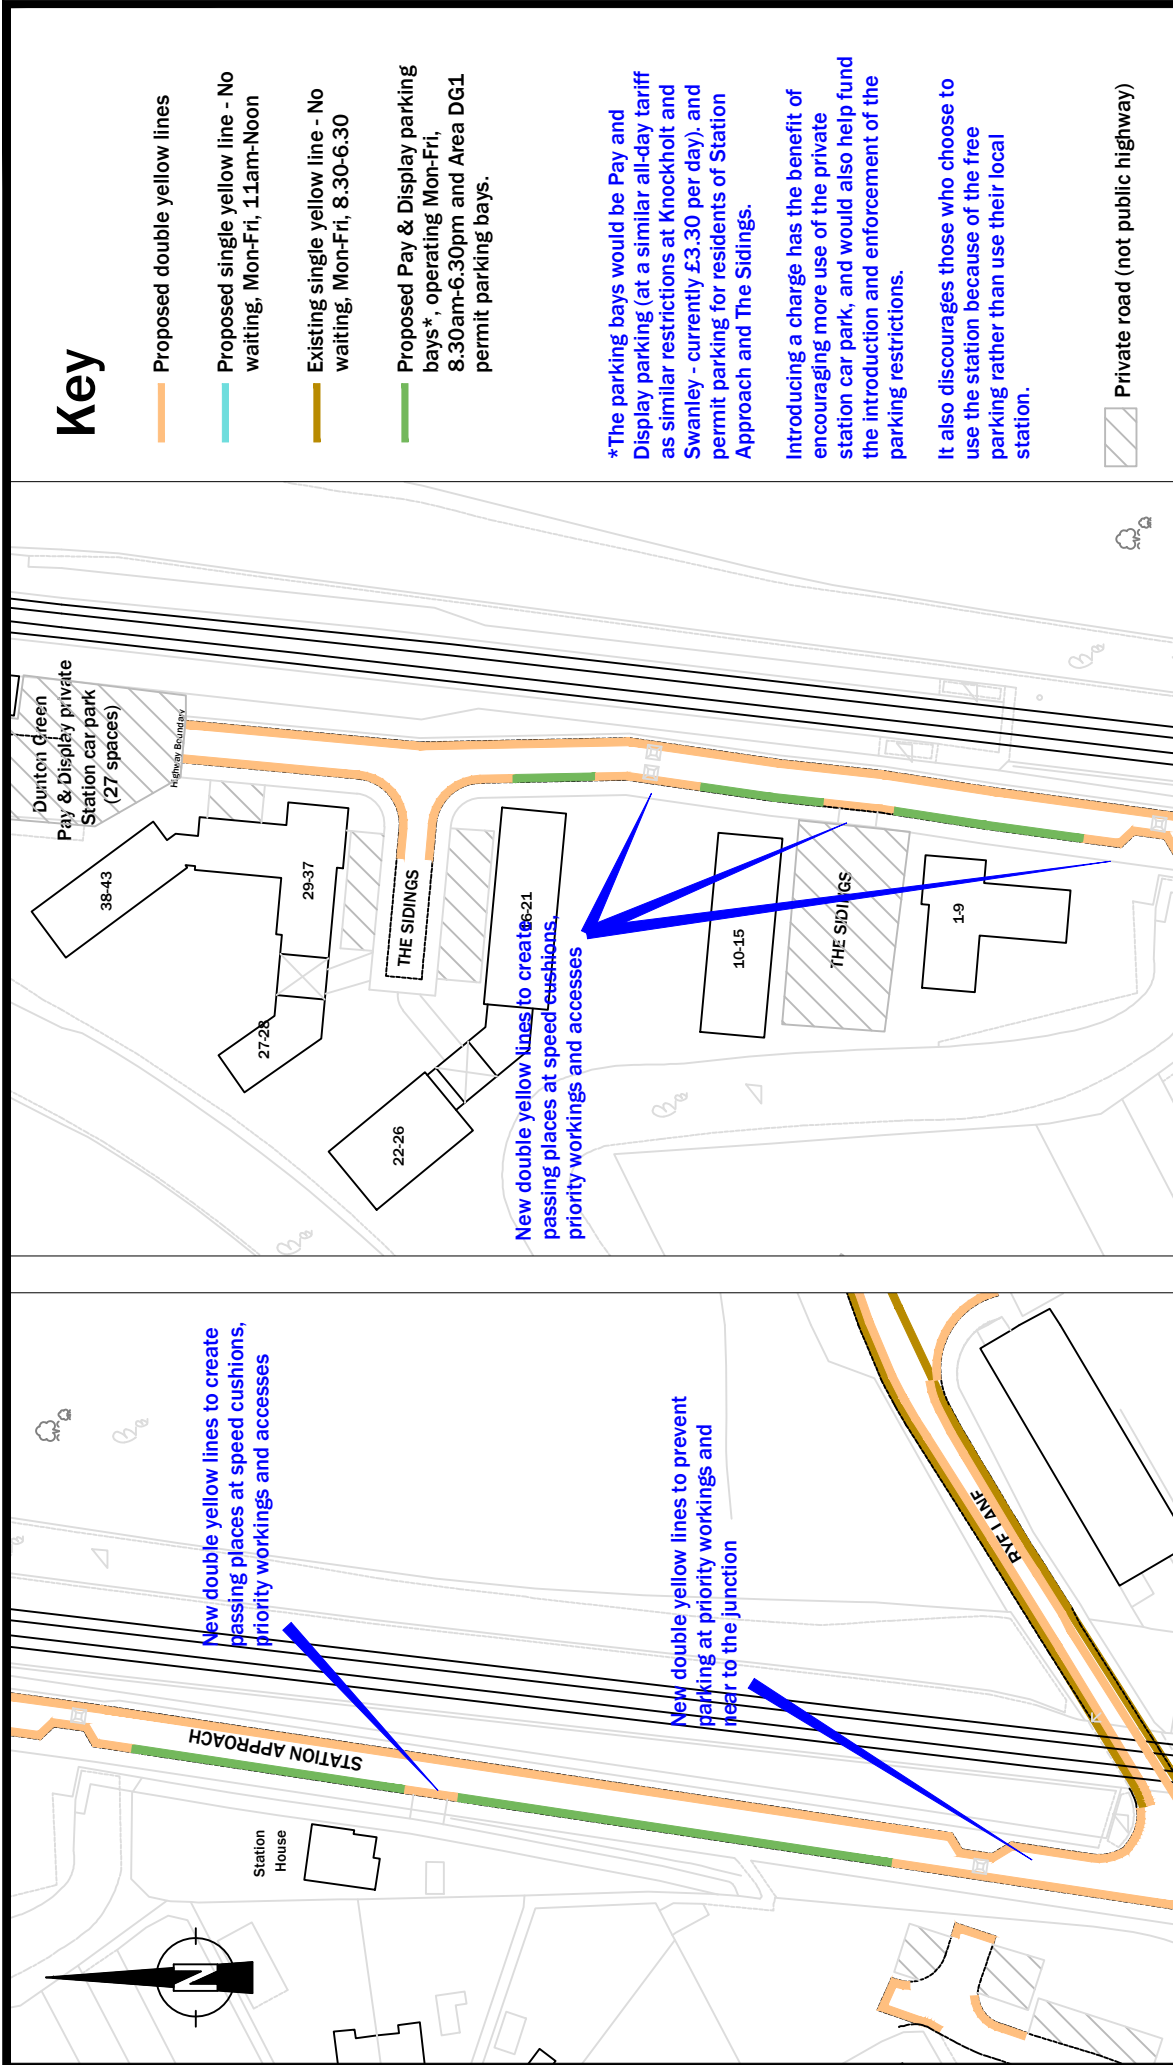 Key
Proposed double yellow lines
Proposed single yellow line - No
waiting, Mon-Fri, 11am-Noon
Existing single yellow line - No
waiting, Mon-Fri, 8.30-6.30
Proposed Pay & Display parking
bays*, operating Mon-Fri,
8.30am-6.30pm and Area DG1
permit parking bays.
*The parking bays would be Pay and
Display parking (at a similar all-day tariff
as similar restrictions at Knockholt and
Swanley - currently £3.30 per day). and
permit parking for residents of Station
Approach and The Sidings.
Introducing a charge has the benefit of
encouraging more use of the private
station car park, and would also help fund
the introduction and enforcement of the
parking restrictions.
It also discourages those who choose to
use the station because of the free
parking rather than use their local
station.
Private road (not public highway)
Dunton Green
Pay & Display private
Station car park
(27 spaces)
Highway Boundary
38-43
29-37
27-28
THE SIDINGS
22-26
16-21
New double yellow lines to create
passing places at speed cushions,
priority workings and accesses
10-15
THE SIDINGS
1-9
New double yellow lines to create
passing places at speed cushions,
priority workings and accesses
STATION APPROACH
Station
House
New double yellow lines to prevent
parking at priority workings and
near to the junction
RYE LANE
N